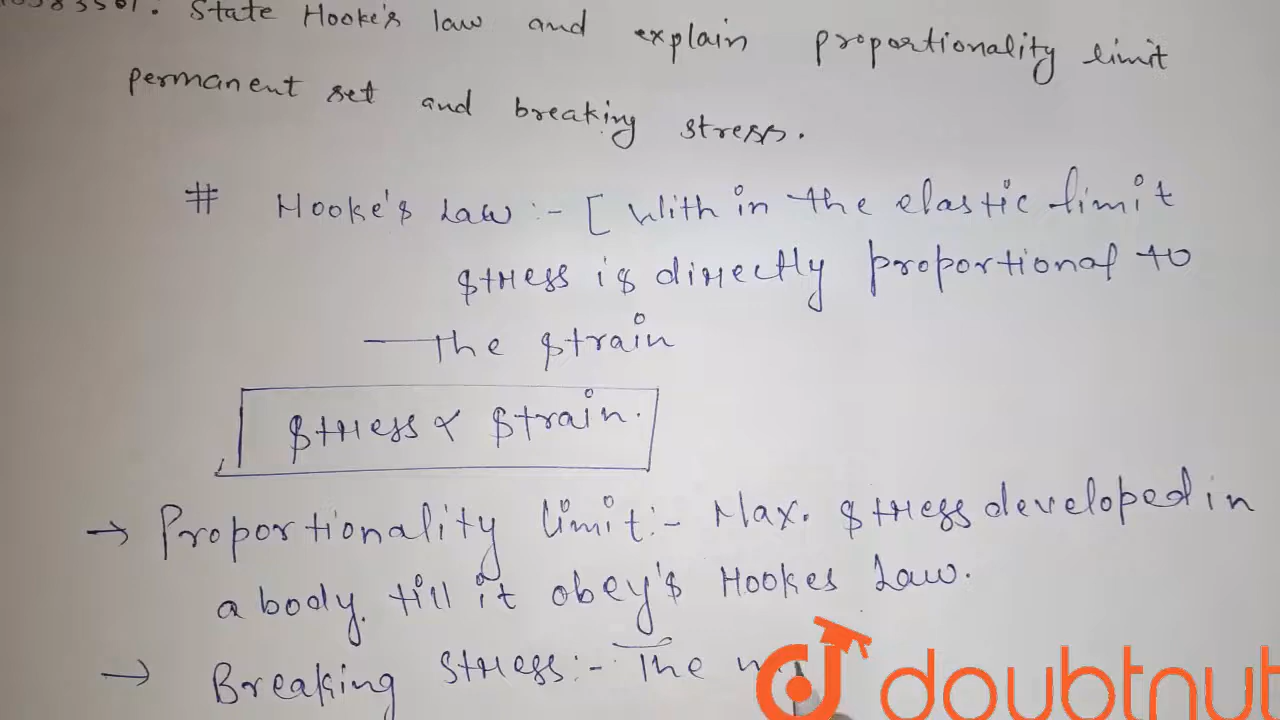 State Hooke's law and explain proportionality limit
permanent set and breaking stress.
# Hooke's Law :- [ With in the elastic limit
stress is directly proportional to
the strain
Stress ∝ Strain.
→ Proportionality limit:- Max. stress developed in
a body. till it obey's Hookes Law.
→ Breaking Stress:- The
doubtnut